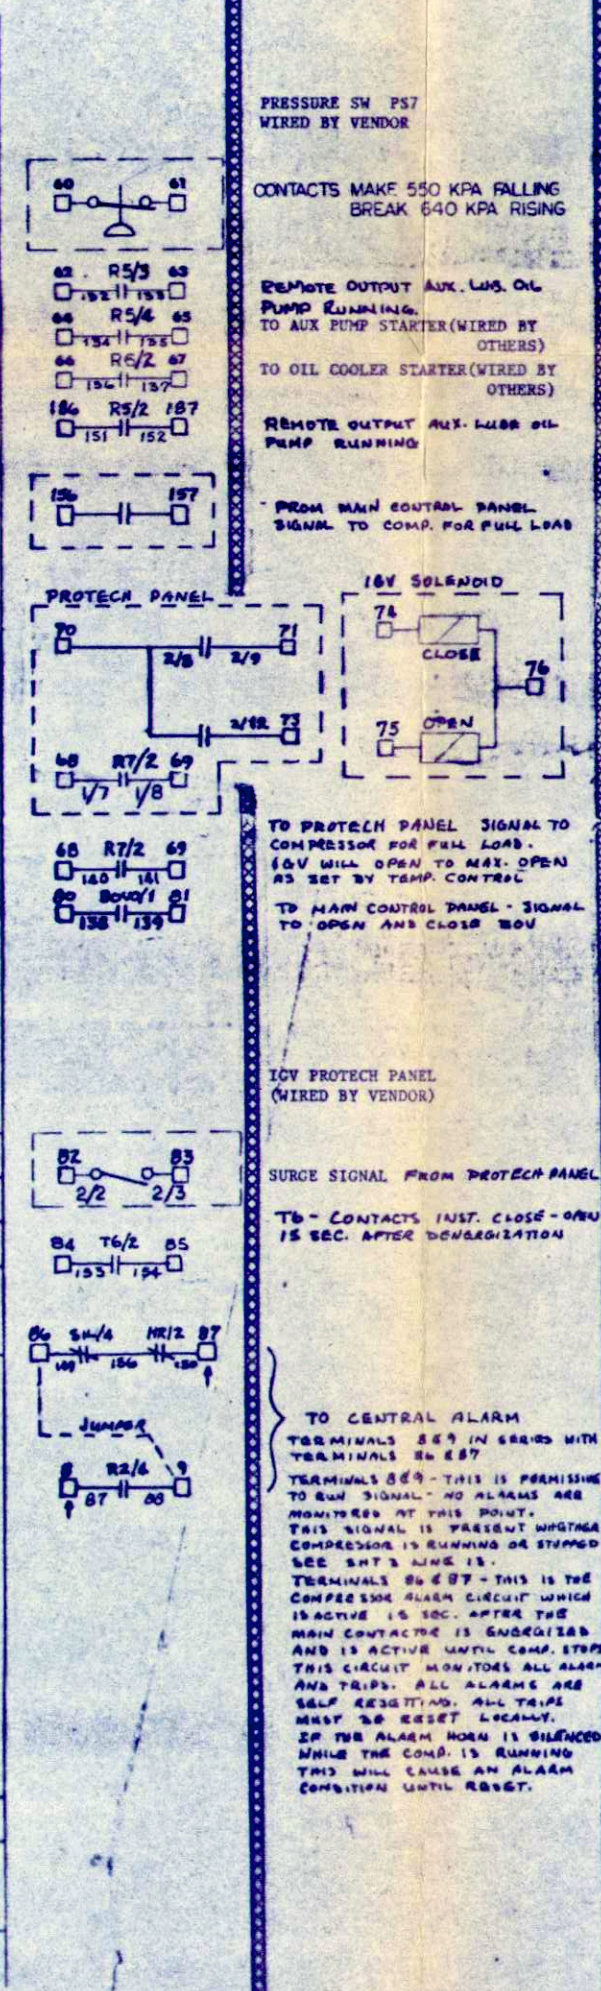 PRESSURE SW PS7
WIRED BY VENDOR
60 61
CONTACTS MAKE 550 KPA FALLING
BREAK 640 KPA RISING
62 R5/3 63
132 133
REMOTE OUTPUT AUX. LUB. OIL
PUMP RUNNING.
64 R5/4 65
134 135
TO AUX PUMP STARTER(WIRED BY
OTHERS)
66 R6/2 67
136 137
TO OIL COOLER STARTER(WIRED BY
OTHERS)
186 R5/2 187
151 152
REMOTE OUTPUT AUX. LUBE OIL
PUMP RUNNING
156 157
- FROM MAIN CONTROL PANEL
SIGNAL TO COMP. FOR FULL LOAD
PROTECH PANEL
70 71
2/8 2/9
2/12 73
68 R7/2 69
1/7 1/8
IGV SOLENOID
74
CLOSE
76
75 OPEN
TO PROTECH PANEL SIGNAL TO
COMPRESSOR FOR FULL LOAD.
IGV WILL OPEN TO MAX. OPEN
AS SET BY TEMP. CONTROL
68 R7/2 69
140 141
80 81
138 139
TO MAIN CONTROL PANEL - SIGNAL
TO OPEN AND CLOSE BOV
IGV PROTECH PANEL
(WIRED BY VENDOR)
82 83
2/2 2/3
SURGE SIGNAL FROM PROTECH PANEL
T6 - CONTACTS INST. CLOSE - OPEN
15 SEC. AFTER DENERGIZATION
84 T6/2 85
153 154
86 HR/2 87
JUMPER
8 9
87 88
TO CENTRAL ALARM
TERMINALS 8&9 IN SERIES WITH
TERMINALS 86 & 87
TERMINALS 8&9 - THIS IS PERMISSIVE
TO RUN SIGNAL - NO ALARMS ARE
MONITORED AT THIS POINT.
THIS SIGNAL IS PRESENT WHETHER
COMPRESSOR IS RUNNING OR STOPPED
SEE SHT 3 LINE 15.
TERMINALS 86 & 87 - THIS IS THE
COMPRESSOR ALARM CIRCUIT WHICH
IS ACTIVE 15 SEC. AFTER THE
MAIN CONTACTOR IS ENERGIZED
AND IS ACTIVE UNTIL COMP. STOPS
THIS CIRCUIT MONITORS ALL ALARM
AND TRIPS. ALL ALARMS ARE
SELF RESETTING. ALL TRIPS
MUST BE RESET LOCALLY.
IF THE ALARM HORN IS SILENCED
WHILE THE COMP. IS RUNNING
THIS WILL CAUSE AN ALARM
CONDITION UNTIL RESET.